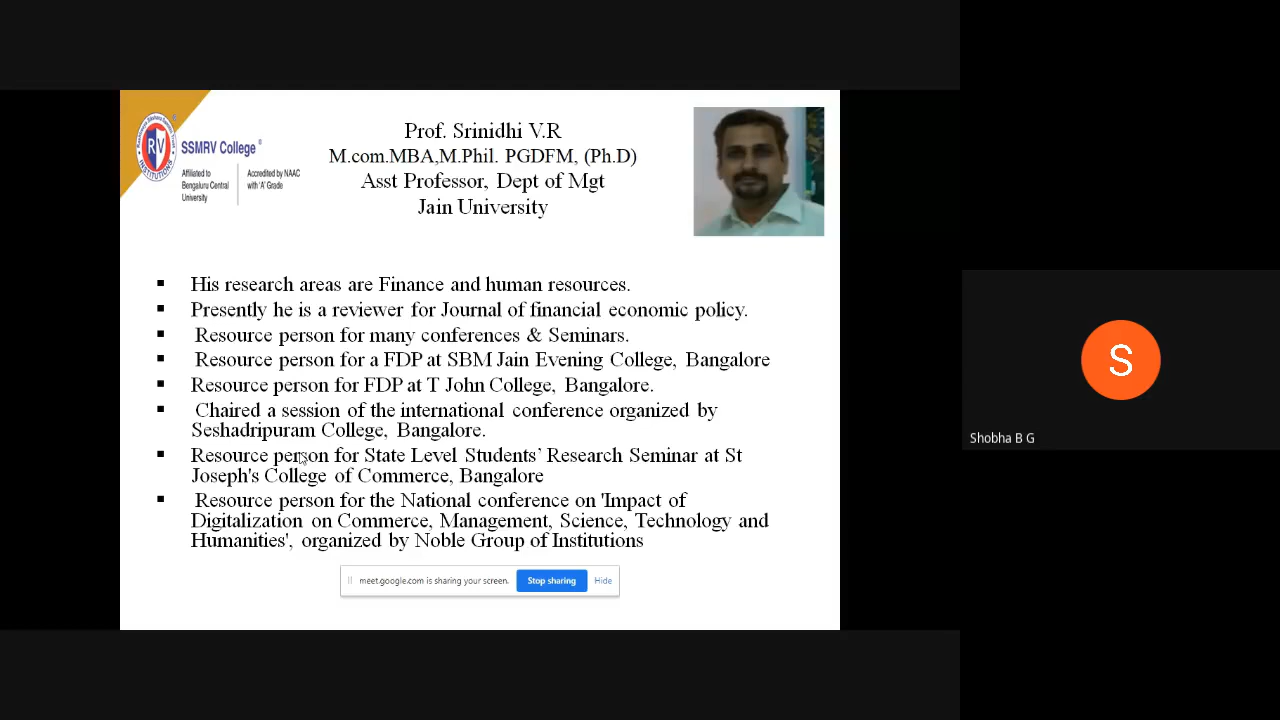 Prof. Srinidhi V.R
M.com.MBA,M.Phil. PGDFM, (Ph.D)
Asst Professor, Dept of Mgt
Jain University
RV
INSTITUTIONS
SSMRV College
Affiliated to
Bengaluru Central
University
Accredited by NAAC
with 'A' Grade
His research areas are Finance and human resources.
Presently he is a reviewer for Journal of financial economic policy.
Resource person for many conferences & Seminars.
Resource person for a FDP at SBM Jain Evening College, Bangalore
Resource person for FDP at T John College, Bangalore.
Chaired a session of the international conference organized by
Seshadripuram College, Bangalore.
Resource person for State Level Students' Research Seminar at St
Joseph's College of Commerce, Bangalore
Resource person for the National conference on 'Impact of
Digitalization on Commerce, Management, Science, Technology and
Humanities', organized by Noble Group of Institutions
meet.google.com is sharing your screen.
Stop sharing
Hide
S
Shobha B G